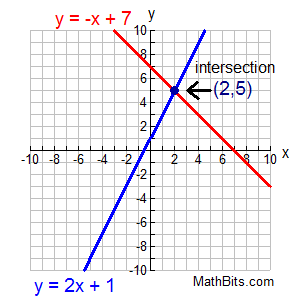 y = -x + 7
y
10
8
6
4
2
intersection
(2,5)
x
-10 -8 -6 -4 -2 2 4 6 8 10
-2
-4
-6
-8
-10
y = 2x + 1
MathBits.com